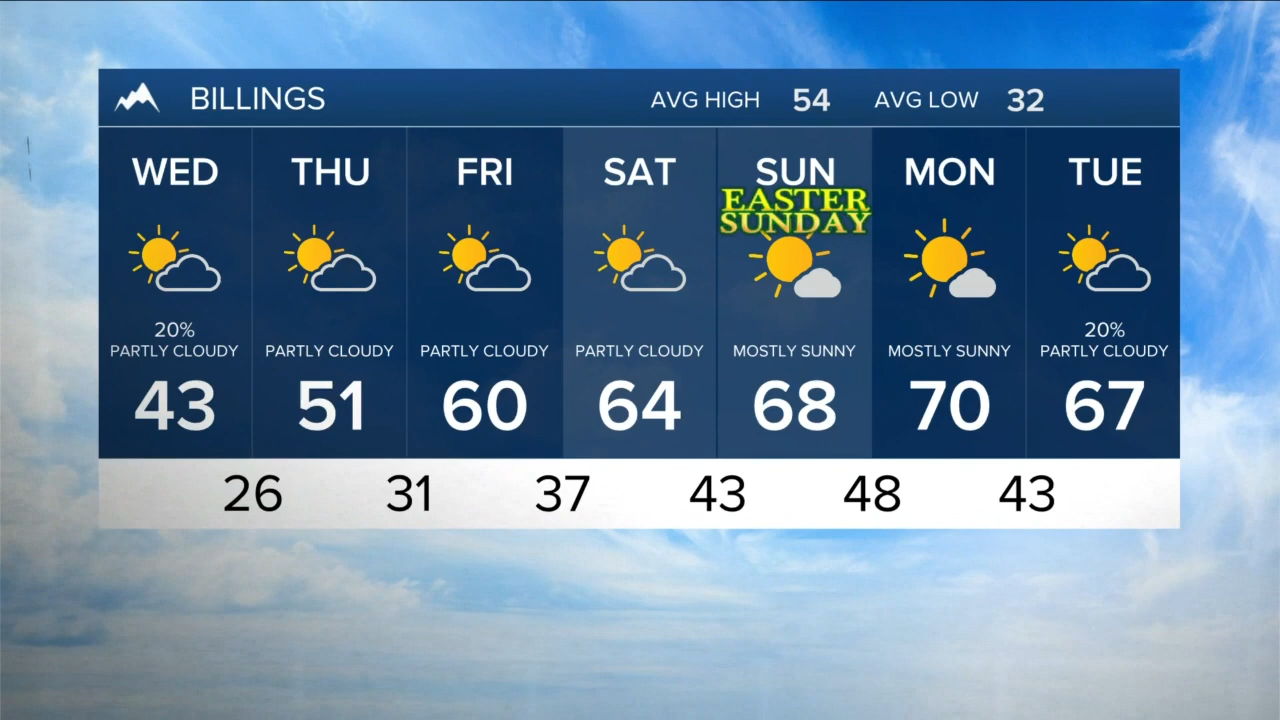 BILLINGS AVG HIGH 54 AVG LOW 32
WED THU FRI SAT SUN MON TUE
EASTER
SUNDAY
20% 20%
PARTLY CLOUDY PARTLY CLOUDY PARTLY CLOUDY PARTLY CLOUDY MOSTLY SUNNY MOSTLY SUNNY PARTLY CLOUDY
43 51 60 64 68 70 67
26 31 37 43 48 43